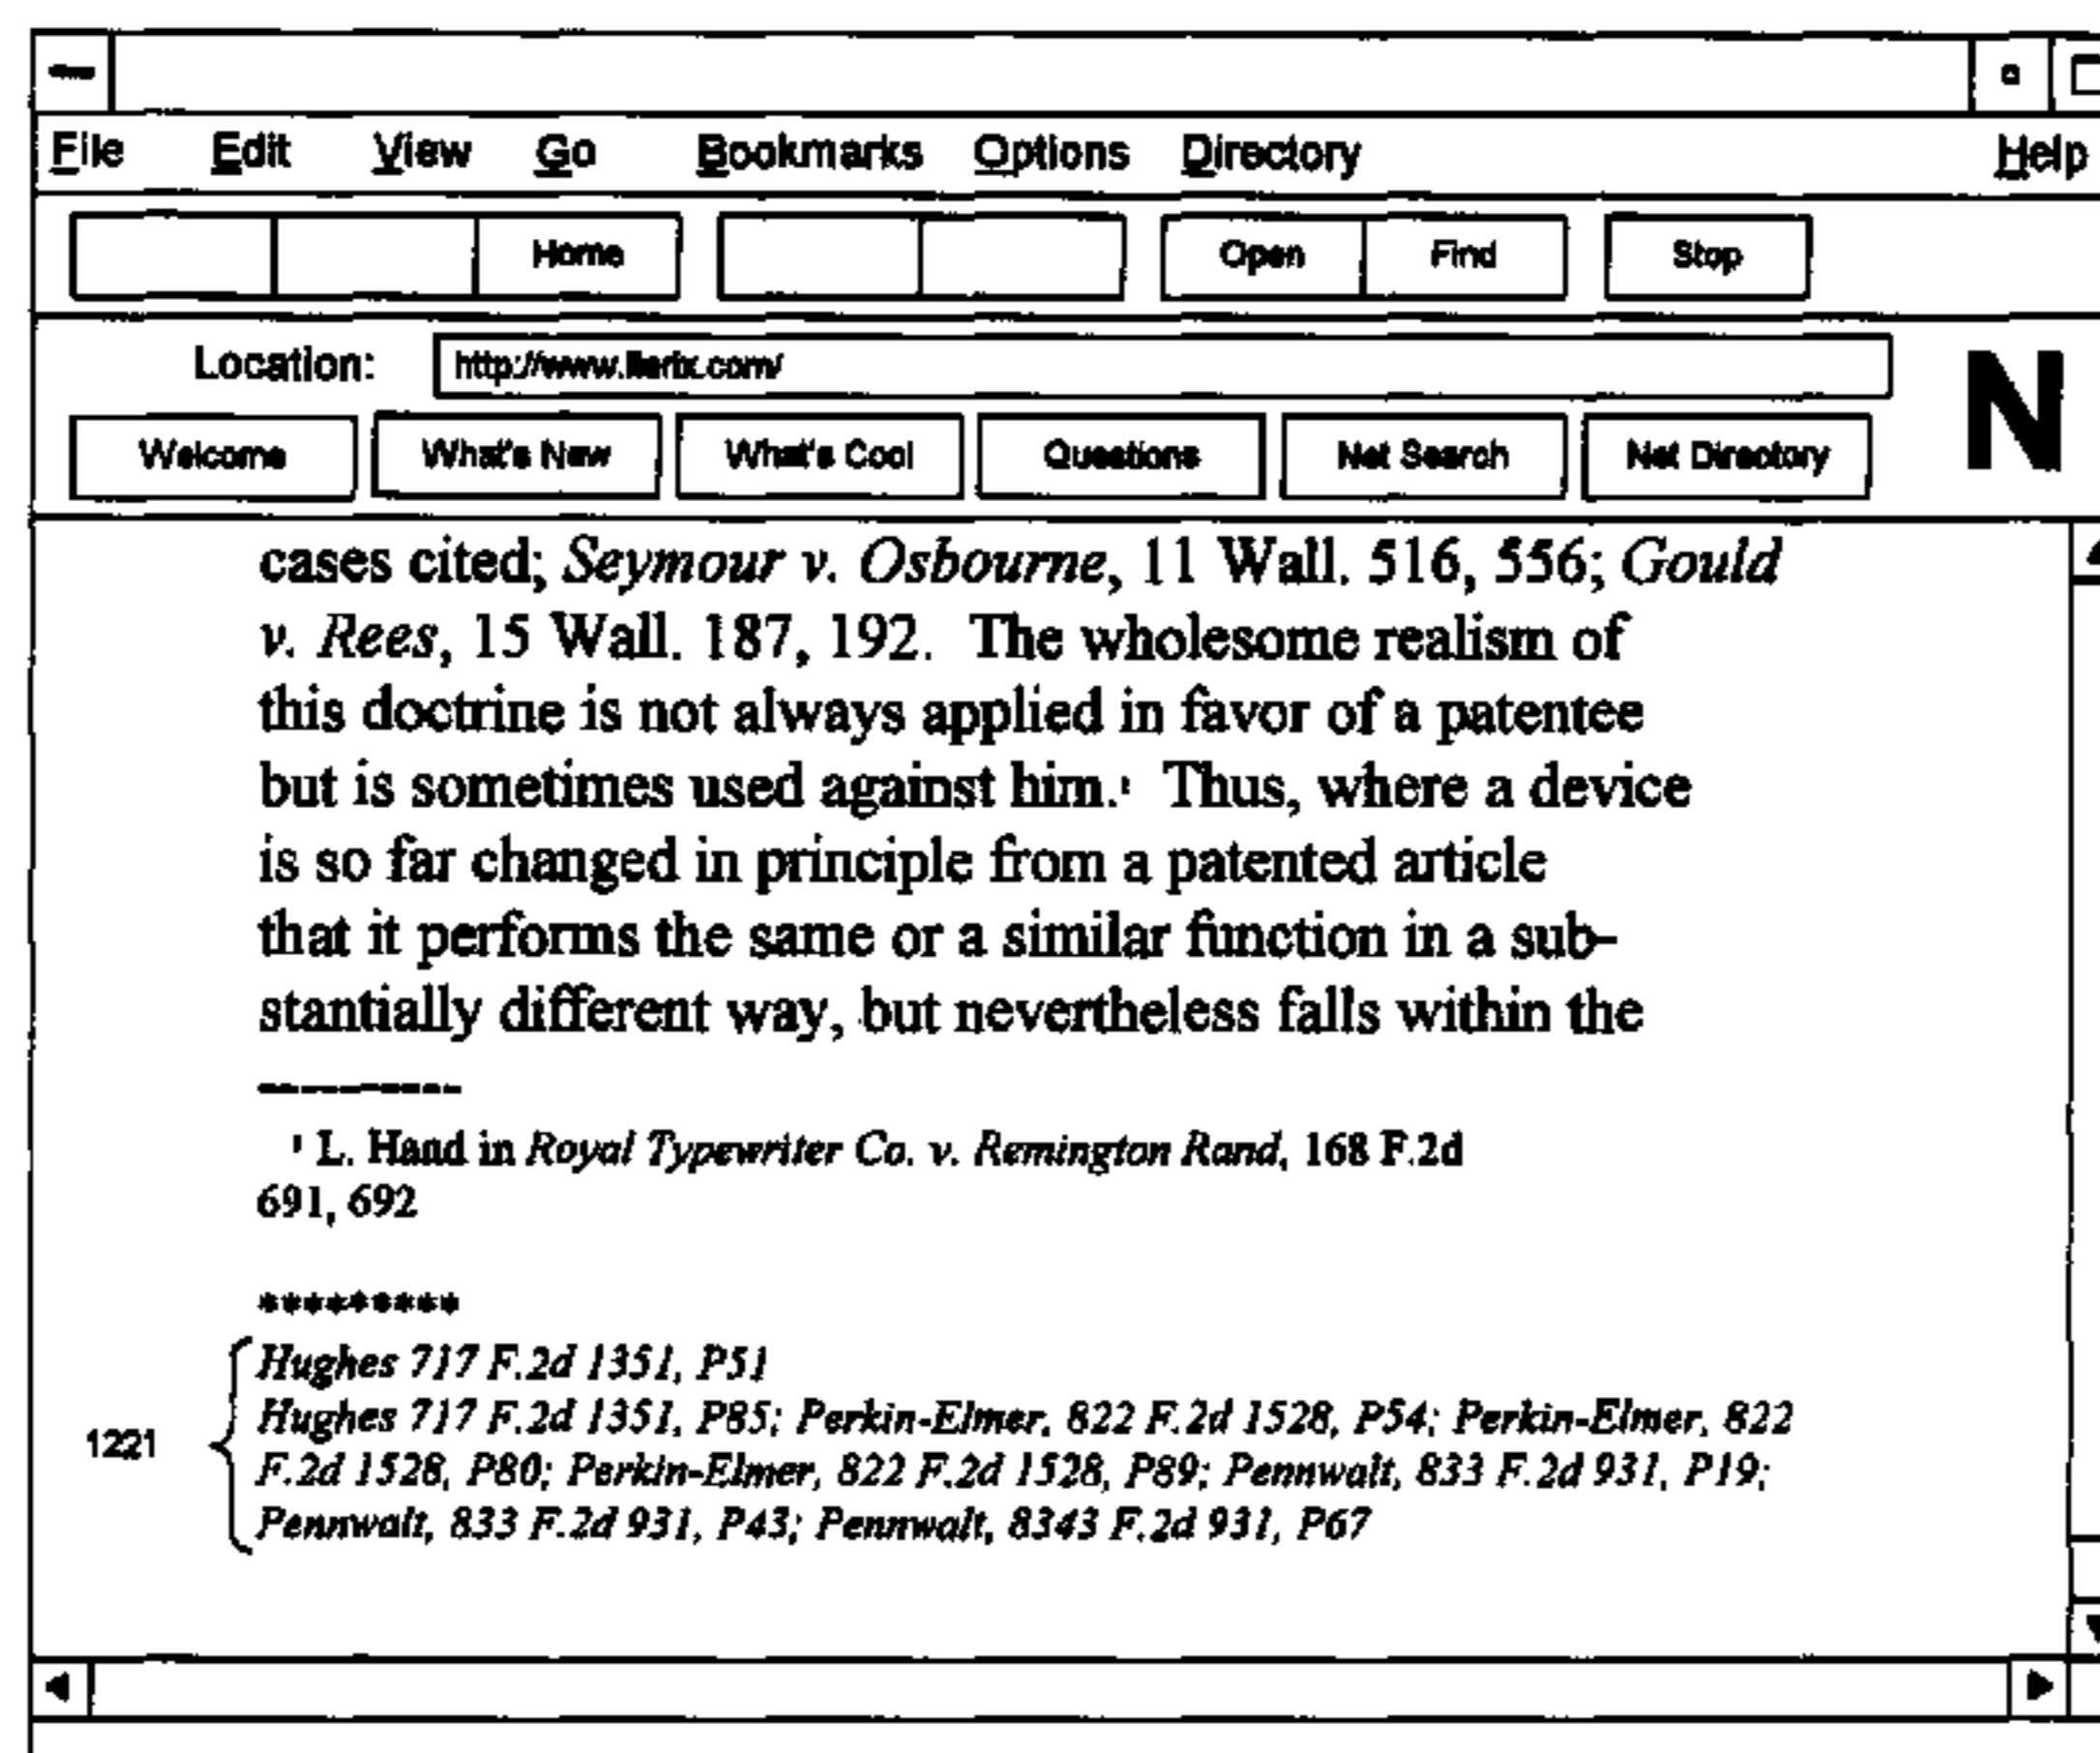 File Edit View Go Bookmarks Options Directory Help
Home Open Find Stop
Location:
N
Welcome What's New What's Cool Questions Net Search Net Directory
cases cited; Seymour v. Osbourne, 11 Wall. 516, 556; Gould
v. Rees, 15 Wall. 187, 192. The wholesome realism of
this doctrine is not always applied in favor of a patentee
but is sometimes used against him.¹ Thus, where a device
is so far changed in principle from a patented article
that it performs the same or a similar function in a sub-
stantially different way, but nevertheless falls within the
----------
¹ L. Hand in Royal Typewriter Co. v. Remington Rand, 168 F.2d
691, 692
*********
Hughes 717 F.2d 1351, P51
Hughes 717 F.2d 1351, P85; Perkin-Elmer, 822 F.2d 1528, P54; Perkin-Elmer, 822
1221
F.2d 1528, P80; Perkin-Elmer, 822 F.2d 1528, P89; Pennwalt, 833 F.2d 931, P19;
Pennwalt, 833 F.2d 931, P43; Pennwalt, 8343 F.2d 931, P67